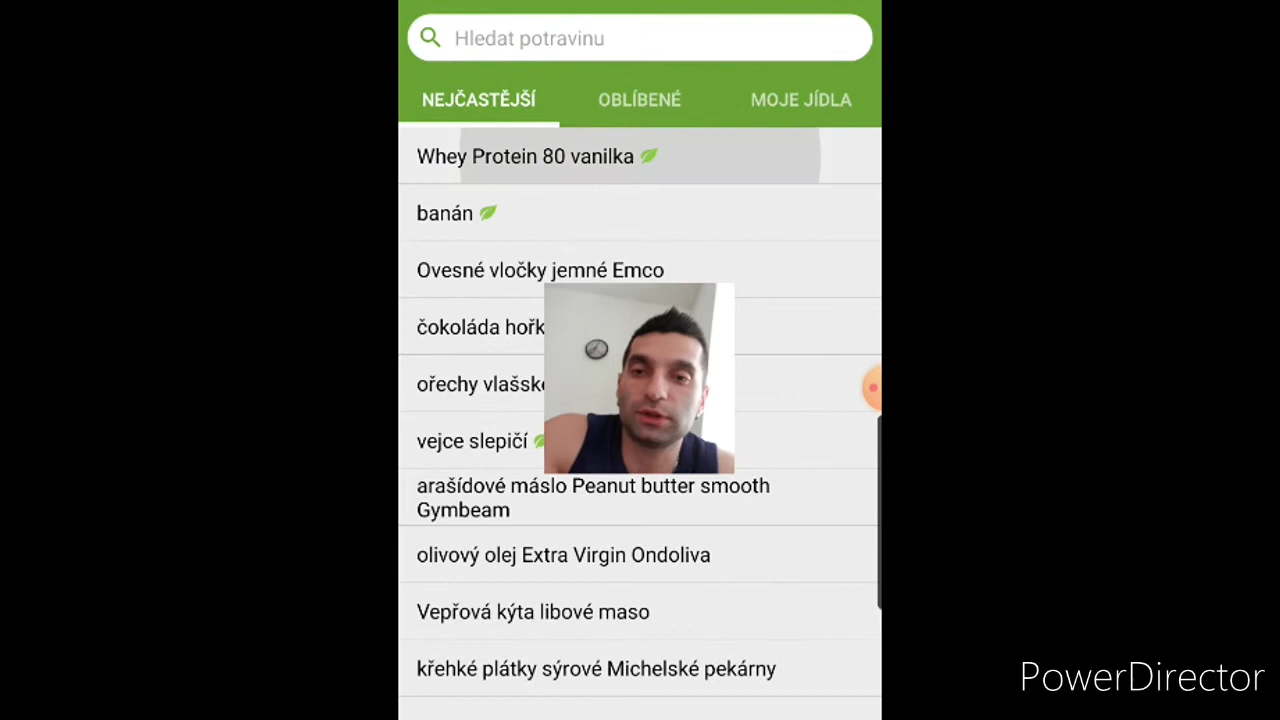 Hledat potravinu
NEJČASTĚJŠÍ OBLÍBENÉ MOJE JÍDLA
Whey Protein 80 vanilka
banán
Ovesné vločky jemné Emco
čokoláda
ořechy
vejce slepičí
arašídové máslo Peanut butter smooth
Gymbeam
olivový olej Extra Virgin Ondoliva
Vepřová kýta libové maso
křehké plátky sýrové Michelské pekárny
PowerDirector